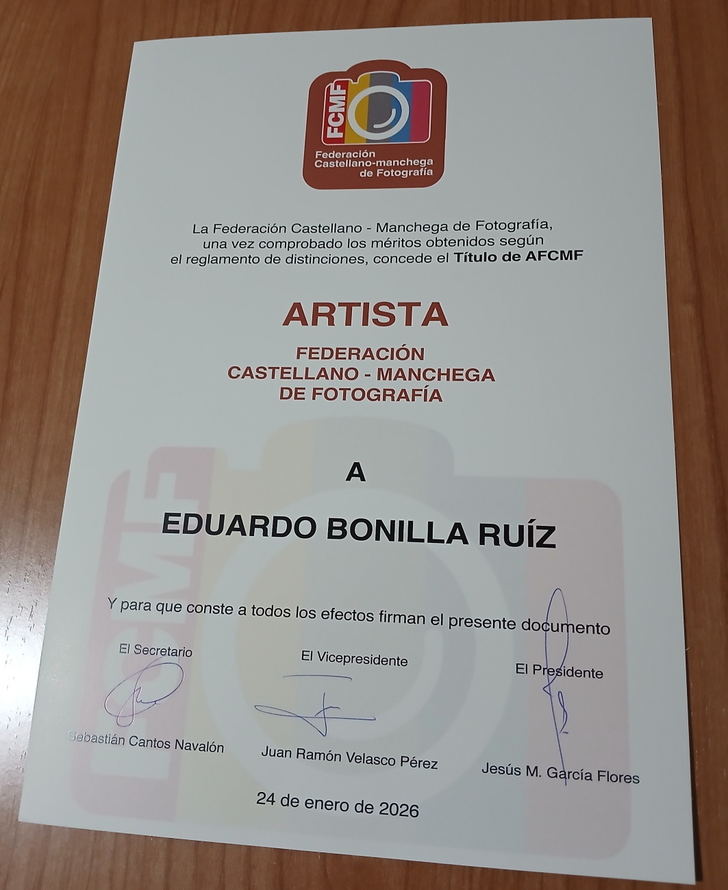 FCMF
Federación
Castellano-manchega
de Fotografía
La Federación Castellano - Manchega de Fotografía,
una vez comprobado los méritos obtenidos según
el reglamento de distinciones, concede el Título de AFCMF
ARTISTA
FEDERACIÓN
CASTELLANO - MANCHEGA
DE FOTOGRAFÍA
A
EDUARDO BONILLA RUÍZ
FCMF
Y para que conste a todos los efectos firman el presente documento
El Secretario
El Vicepresidente
El Presidente
Sebastián Cantos Navalón
Juan Ramón Velasco Pérez
Jesús M. García Flores
24 de enero de 2026